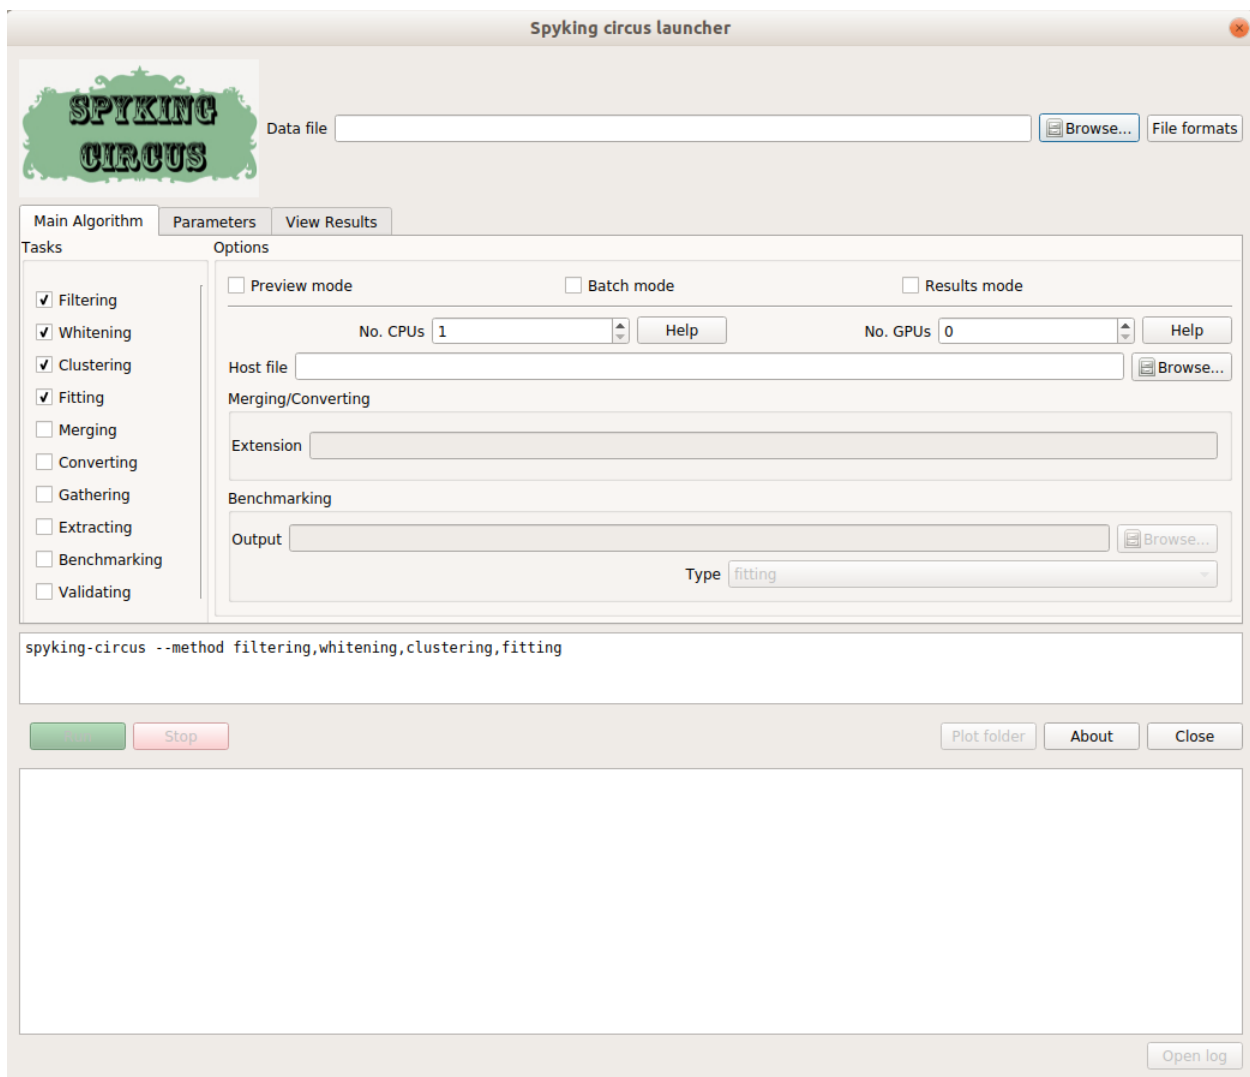 Spyking circus launcher
SPYKING
CIRCUS
Data file
Browse...
File formats
Main Algorithm
Parameters
View Results
Tasks
Options
Filtering
Whitening
Clustering
Fitting
Merging
Converting
Gathering
Extracting
Benchmarking
Validating
Preview mode
Batch mode
Results mode
No. CPUs 1
Help
No. GPUs 0
Help
Host file
Browse...
Merging/Converting
Extension
Benchmarking
Output
Browse...
Type fitting
spyking-circus --method filtering,whitening,clustering,fitting
Stop
Plot folder
About
Close
Open log